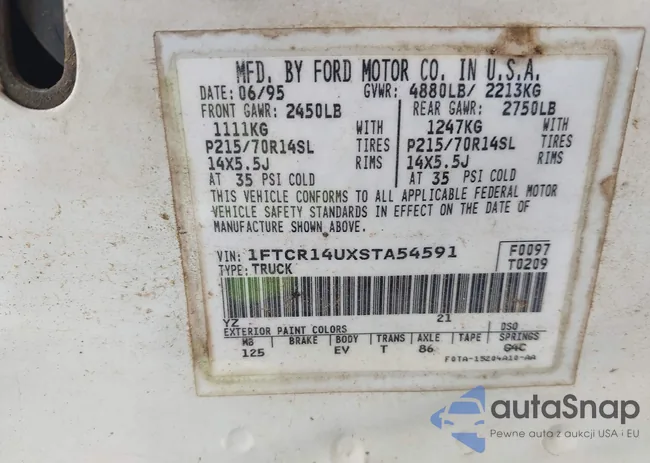 MFD. BY FORD MOTOR CO. IN U.S.A.
DATE: 06/95 GVWR: 4880LB/ 2213KG
FRONT GAWR: 2450LB REAR GAWR: 2750LB
1111KG WITH 1247KG WITH
P215/70R14SL TIRES P215/70R14SL TIRES
14X5.5J RIMS 14X5.5J RIMS
AT 35 PSI COLD AT 35 PSI COLD
THIS VEHICLE CONFORMS TO ALL APPLICABLE FEDERAL MOTOR
VEHICLE SAFETY STANDARDS IN EFFECT ON THE DATE OF
MANUFACTURE SHOWN ABOVE.
VIN: 1FTCR14UXSTA54591 F0097
TYPE: TRUCK T0209
YZ 21
EXTERIOR PAINT COLORS DSO
WB BRAKE BODY TRANS AXLE TAPE SPRINGS
125 EV T 86 G4C
F0TA-15204A10-AA
autaSnap
Pewne auta z aukcji USA i EU